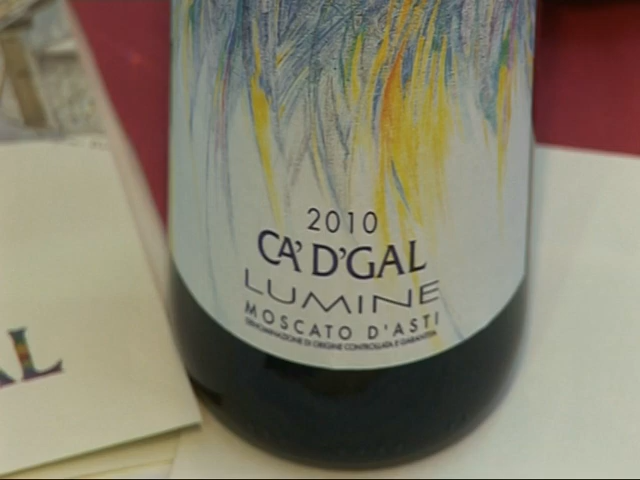 2010
CA' D'GAL
LUMINE
MOSCATO D'ASTI
DENOMINAZIONE DI ORIGINE CONTROLLATA E GARANTITA
AL